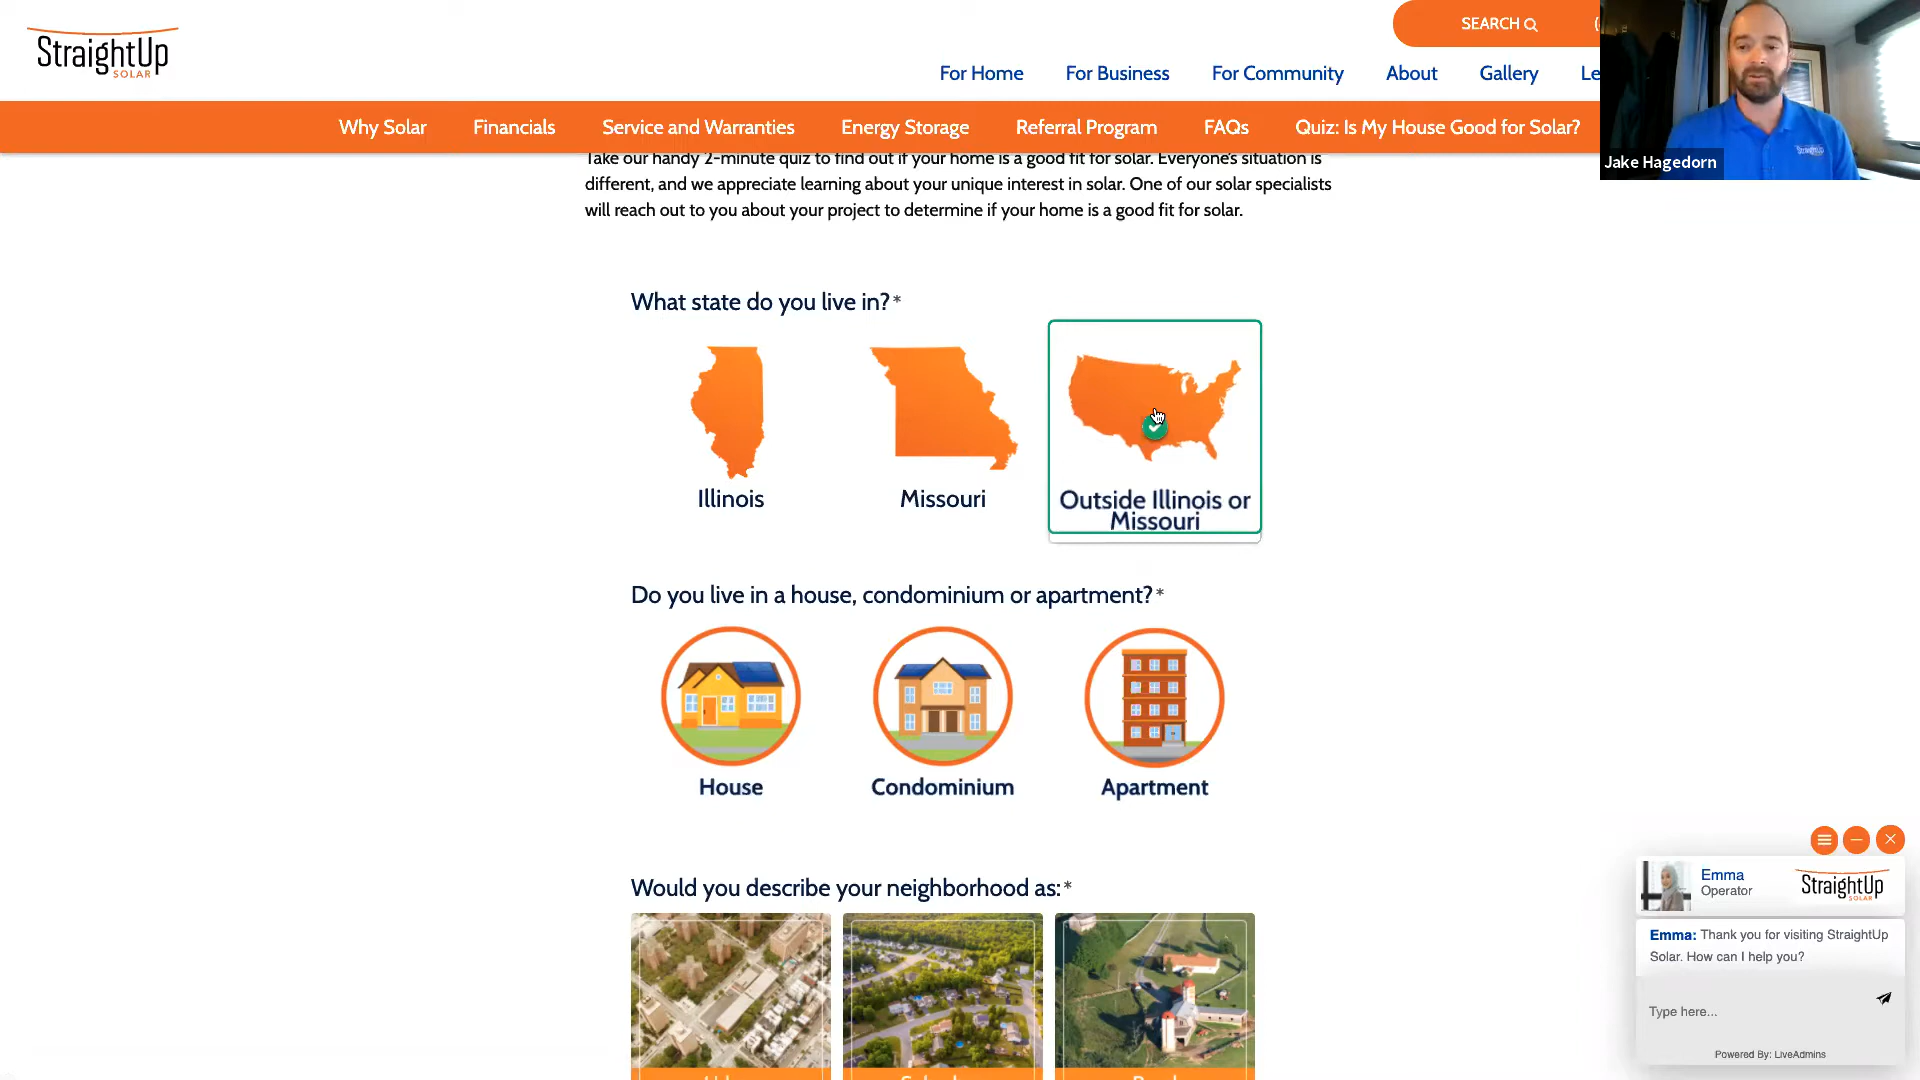 StraightUp
SOLAR
SEARCH
For Home
For Business
For Community
About
Gallery
Why Solar
Financials
Service and Warranties
Energy Storage
Referral Program
FAQs
Quiz: Is My House Good for Solar?
StraightUp
Jake Hagedorn
Take our handy 2-minute quiz to find out if your home is a good fit for solar. Everyone's situation is
different, and we appreciate learning about your unique interest in solar. One of our solar specialists
will reach out to you about your project to determine if your home is a good fit for solar.
What state do you live in?*
Illinois
Missouri
Outside Illinois or
Missouri
Do you live in a house, condominium or apartment?*
House
Condominium
Apartment
Would you describe your neighborhood as:*
Emma
Operator
StraightUp
SOLAR
Emma: Thank you for visiting StraightUp
Solar. How can I help you?
Type here...
Powered By: LiveAdmins